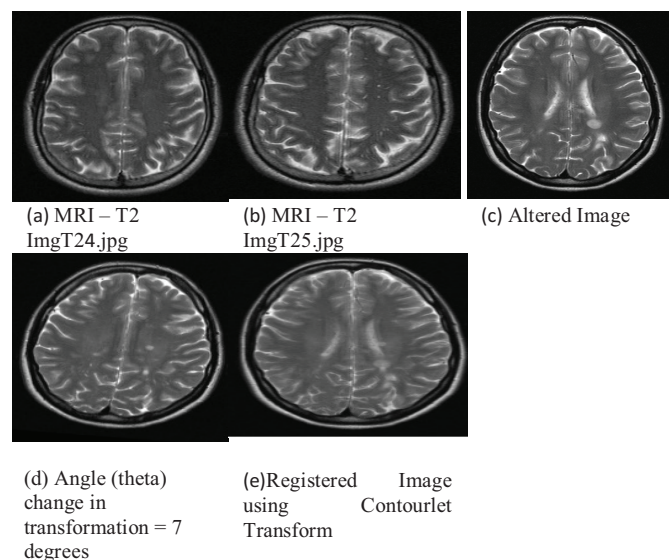 (a) MRI – T2
ImgT24.jpg
(b) MRI – T2
ImgT25.jpg
(c) Altered Image
(d) Angle (theta)
change in
transformation = 7
degrees
(e)Registered Image
using Contourlet
Transform